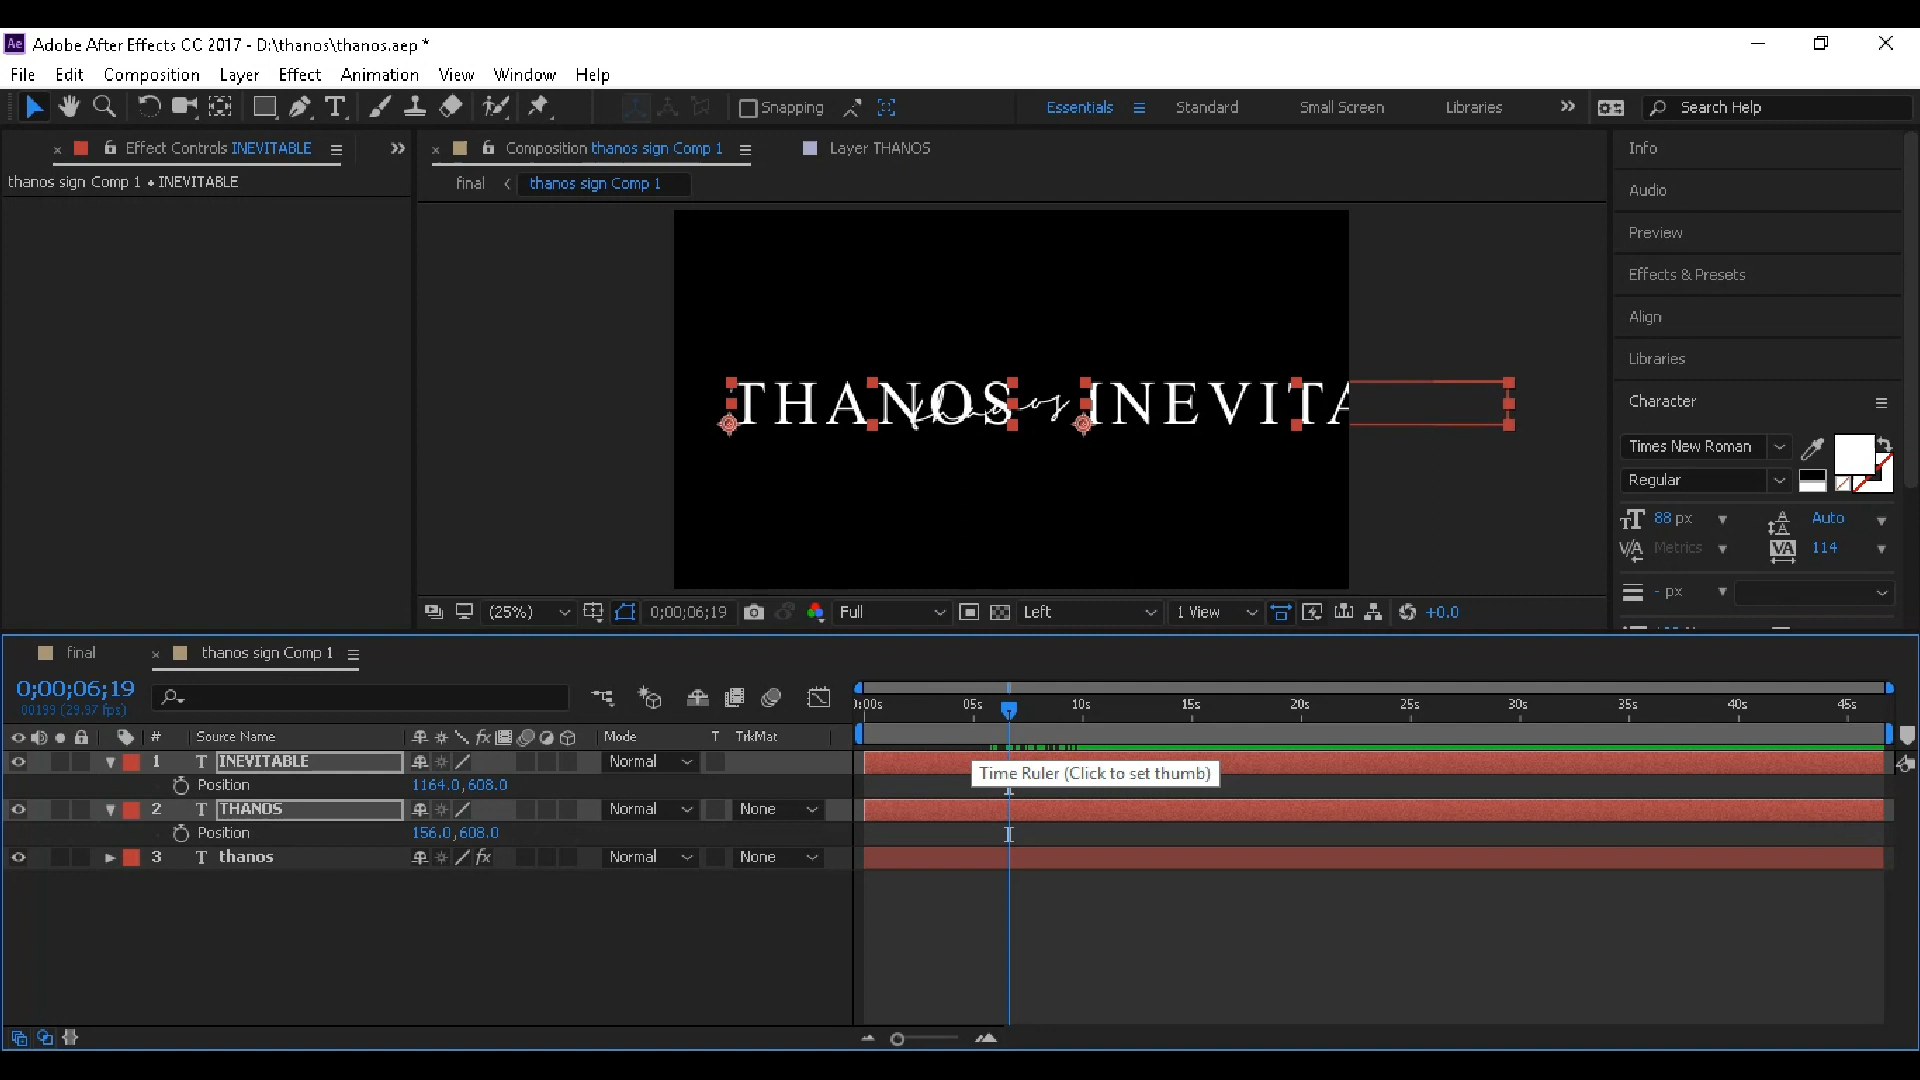 Ae Adobe After Effects CC 2017 - D:\thanos\thanos.aep *
File Edit Composition Layer Effect Animation View Window Help
Snapping Essentials Standard Small Screen Libraries Search Help
Effect Controls INEVITABLE Composition thanos sign Comp 1 Layer THANOS Info
thanos sign Comp 1 • INEVITABLE final thanos sign Comp 1
Audio
Preview
Effects & Presets
Align
Libraries
Character
THANOS INEVITA
thanos
Times New Roman
Regular
88 px Auto
Metrics 114
- px
(25%) 0;00;06;19 Full Left 1 View +0.0
final thanos sign Comp 1
0;00;06;19
00199 (29.97 fps)
05s 10s 15s 20s 25s 30s 35s 40s 45s
# Source Name Mode T TrkMat
1 T INEVITABLE Normal
Position 1164.0,608.0
Time Ruler (Click to set thumb)
2 T THANOS Normal None
Position 156.0,608.0
3 T thanos fx Normal None